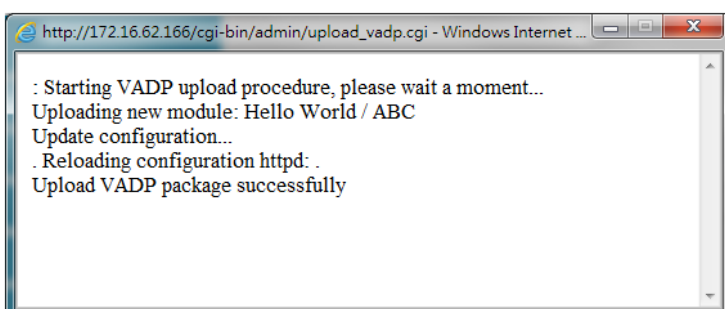 http://172.16.62.166/cgi-bin/admin/upload_vadp.cgi - Windows Internet ...
: Starting VADP upload procedure, please wait a moment...
Uploading new module: Hello World / ABC
Update configuration...
. Reloading configuration httpd: .
Upload VADP package successfully